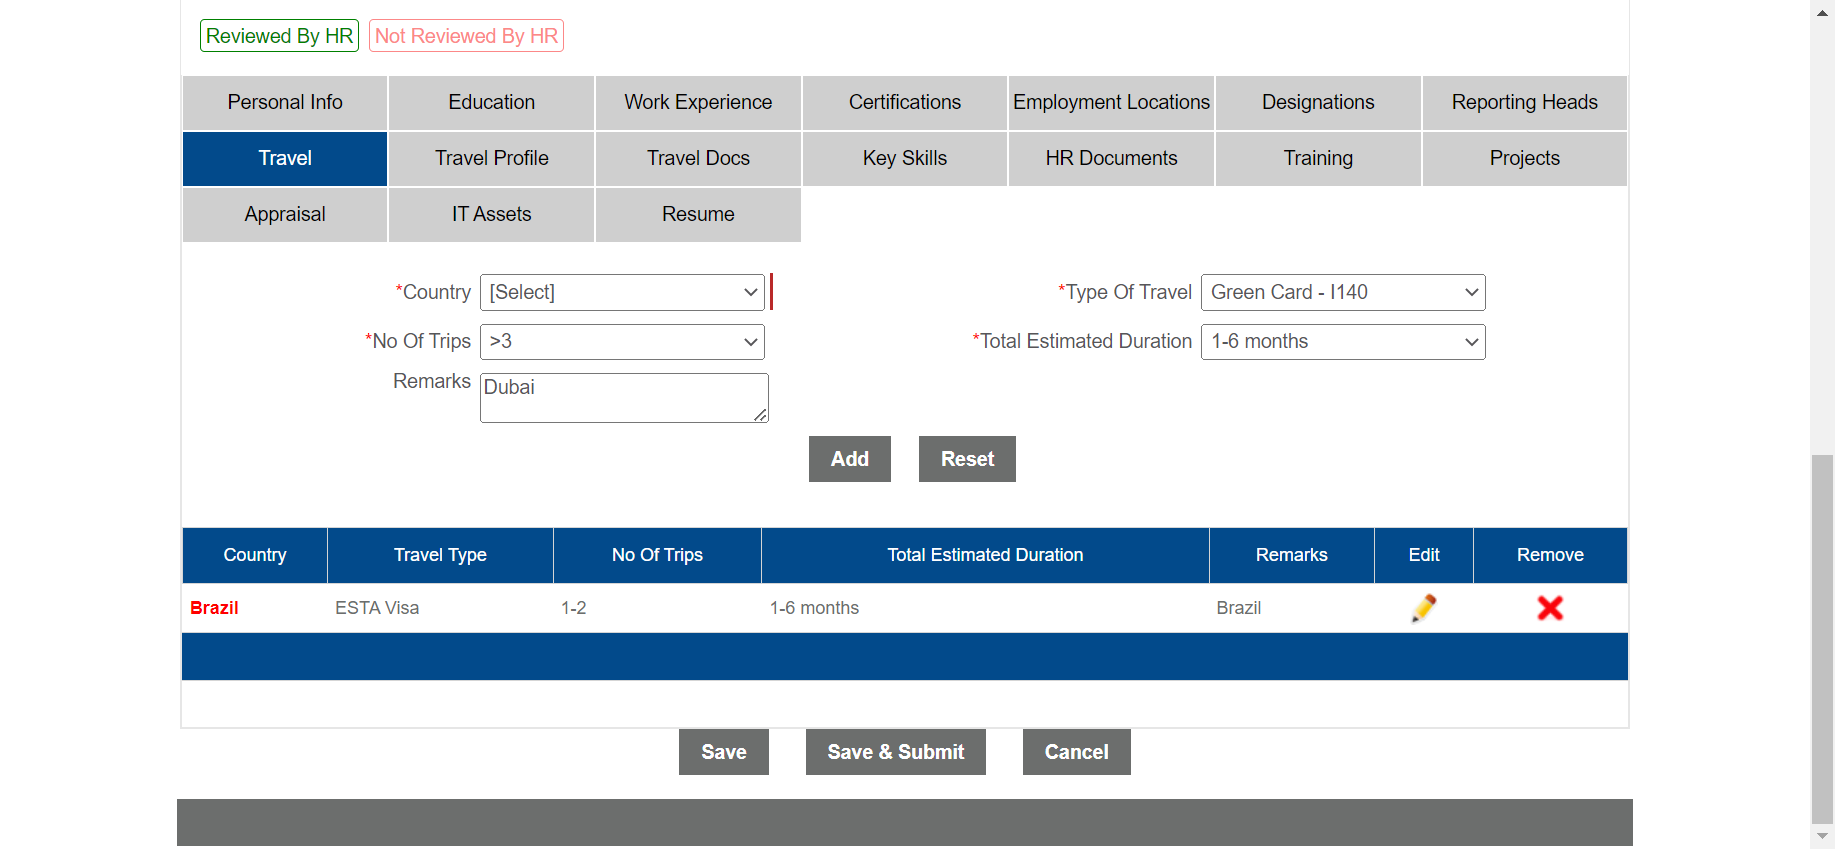 Reviewed By HR Not Reviewed By HR
Personal Info Education Work Experience Certifications Employment Locations Designations Reporting Heads
Travel Travel Profile Travel Docs Key Skills HR Documents Training Projects
Appraisal IT Assets Resume
*Country [Select] *Type Of Travel Green Card - I140
*No Of Trips >3 *Total Estimated Duration 1-6 months
Remarks Dubai
Add Reset
Country Travel Type No Of Trips Total Estimated Duration Remarks Edit Remove
Brazil ESTA Visa 1-2 1-6 months Brazil
Save Save & Submit Cancel